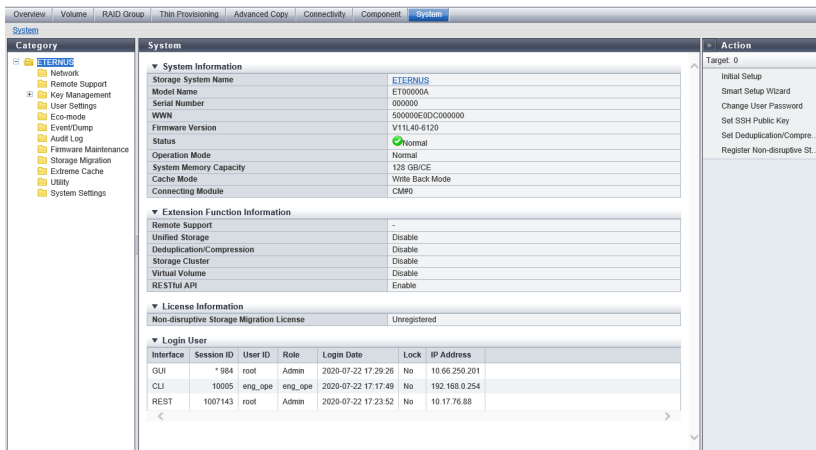 Overview Volume RAID Group Thin Provisioning Advanced Copy Connectivity Component System
System
Category
ETERNUS
Network
Remote Support
Key Management
User Settings
Eco-mode
Event/Dump
Audit Log
Firmware Maintenance
Storage Migration
Extreme Cache
Utility
System Settings
System
▼ System Information
Storage System Name ETERNUS
Model Name ET00000A
Serial Number 000000
WWN 500000E0DC000000
Firmware Version V11L40-6120
Status Normal
Operation Mode Normal
System Memory Capacity 128 GB/CE
Cache Mode Write Back Mode
Connecting Module CM#0
▼ Extension Function Information
Remote Support -
Unified Storage Disable
Deduplication/Compression Disable
Storage Cluster Disable
Virtual Volume Disable
RESTful API Enable
▼ License Information
Non-disruptive Storage Migration License Unregistered
▼ Login User
Interface Session ID User ID Role Login Date Lock IP Address
GUI * 984 root Admin 2020-07-22 17:29:26 No 10.66.250.201
CLI 10005 eng_ope eng_ope 2020-07-22 17:17:49 No 192.168.0.254
REST 1007143 root Admin 2020-07-22 17:23:52 No 10.17.76.88
» Action
Target: 0
Initial Setup
Smart Setup Wizard
Change User Password
Set SSH Public Key
Set Deduplication/Compre...
Register Non-disruptive St...